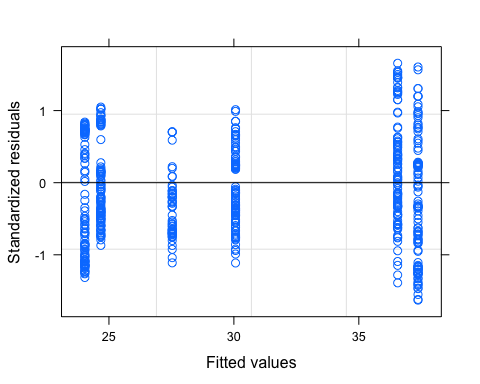 Standardized residuals
1
0
-1
25 30 35
Fitted values